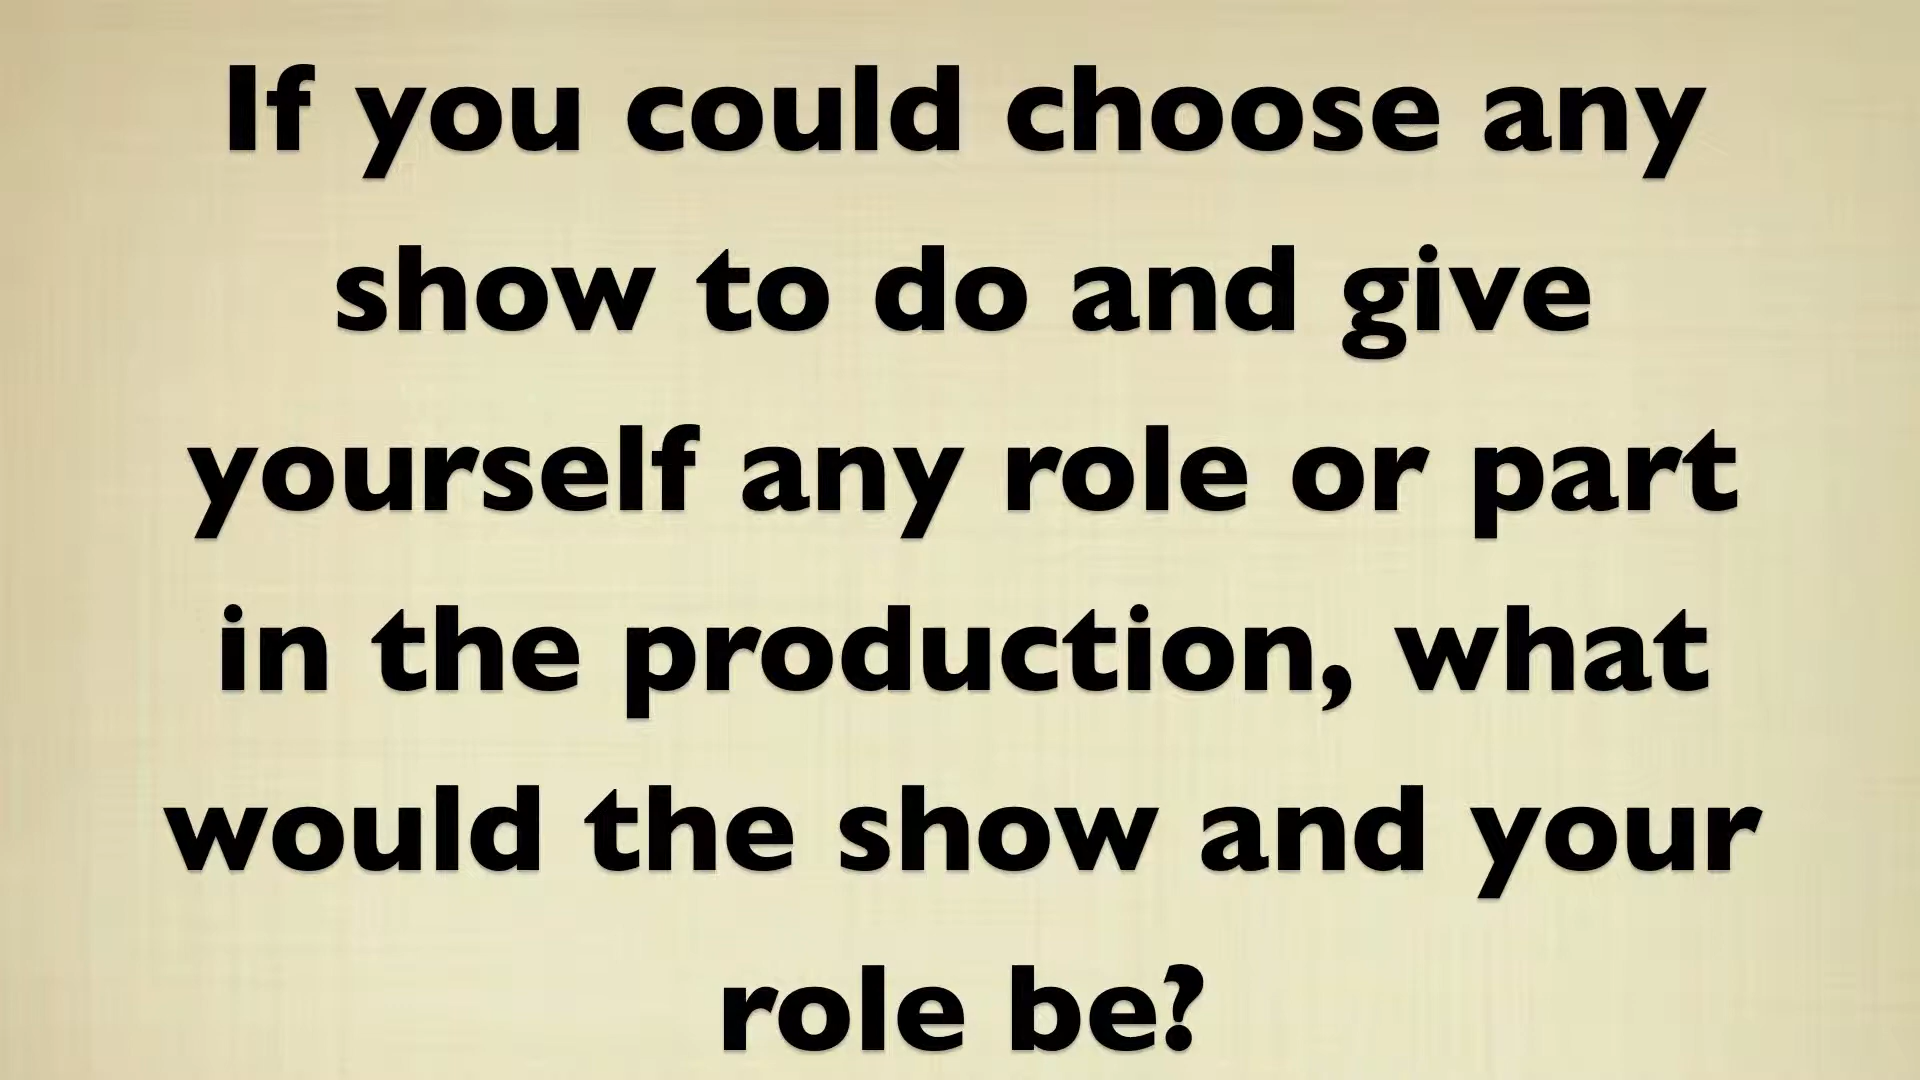 If you could choose any
show to do and give
yourself any role or part
in the production, what
would the show and your
role be?